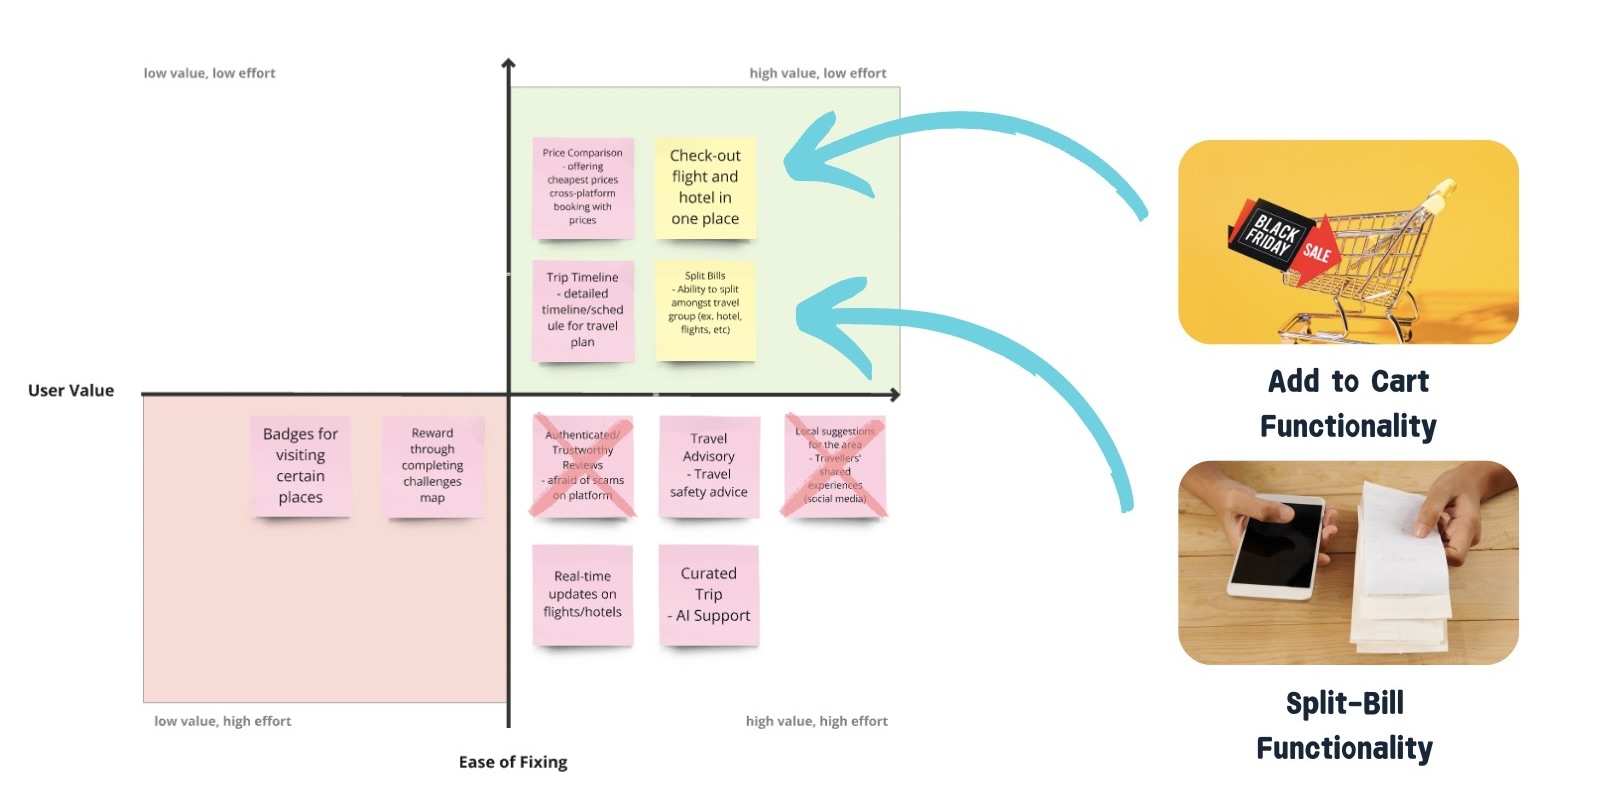 low value, low effort
high value, low effort
Price Comparison
- offering
cheapest prices
cross-platform
booking with
prices
Check-out
flight and
hotel in
one place
Trip Timeline
- detailed
timeline/sched
ule for travel
plan
Split Bills
- Ability to split
amongst travel
group (ex. hotel,
flights, etc)
User Value
Badges for
visiting
certain
places
Reward
through
completing
challenges
map
Authenticated/
Trustworthy
Reviews
- afraid of scams
on platform
Travel
Advisory
- Travel
safety advice
Local suggestions
for the area
- Travellers'
shared
experiences
(social media)
Real-time
updates on
flights/hotels
Curated
Trip
- AI Support
low value, high effort
high value, high effort
Ease of Fixing
BLACK
FRIDAY
SALE
Add to Cart
Functionality
Split-Bill
Functionality